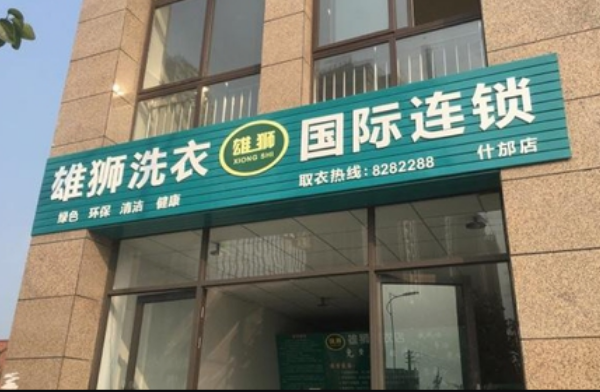 雄狮洗衣
雄狮
XIONG SHI
国际连锁
绿色 环保 清洁 健康
取衣热线:8282288
什邡店